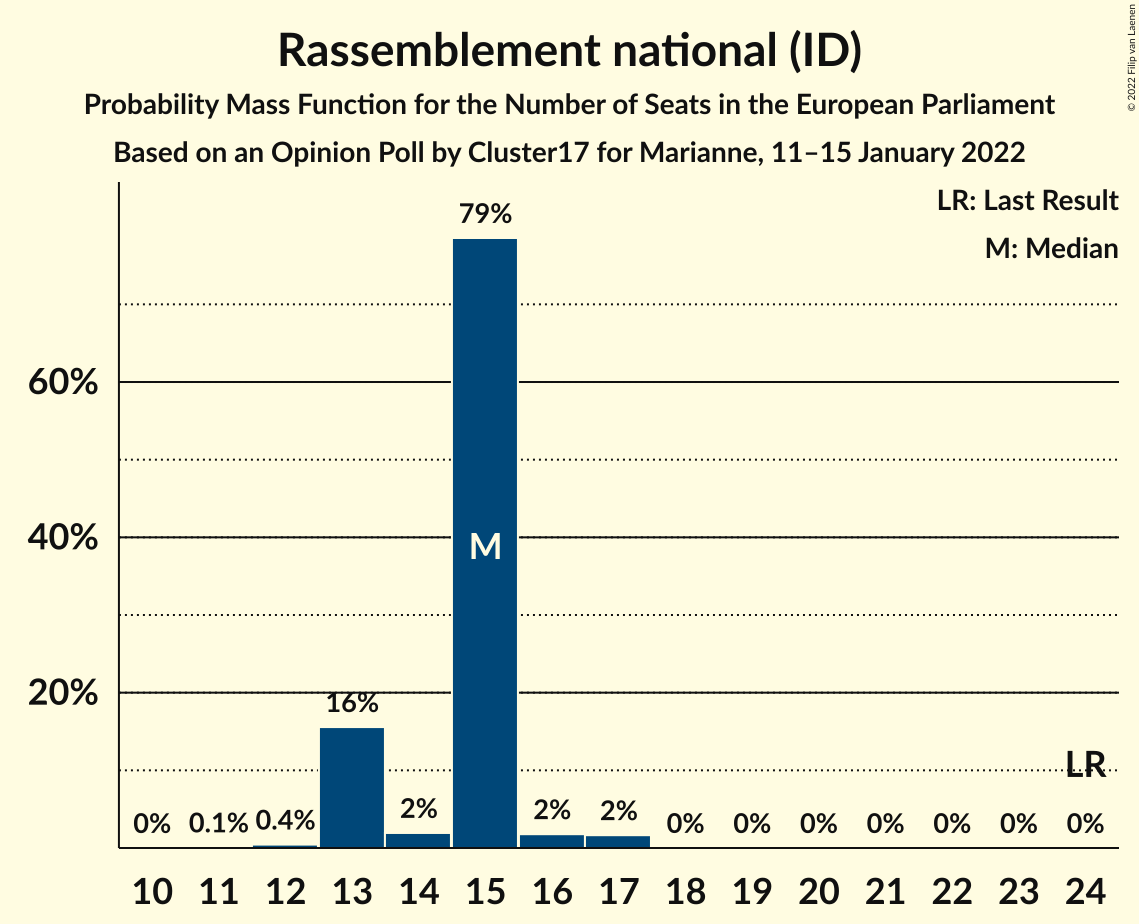 Rassemblement national (ID)
Probability Mass Function for the Number of Seats in the European Parliament
Based on an Opinion Poll by Cluster17 for Marianne, 11–15 January 2022
© 2022 Filip van Laenen
LR: Last Result
M: Median
79%
60%
40%
M
20%
16%
LR
0% 0.1% 0.4% 2% 2% 2% 0% 0% 0% 0% 0% 0% 0%
10 11 12 13 14 15 16 17 18 19 20 21 22 23 24